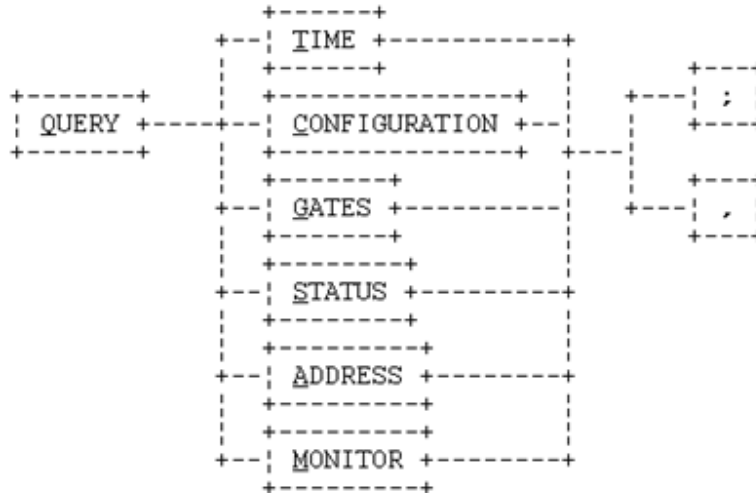 TIME
;
QUERY
CONFIGURATION
GATES
,
STATUS
ADDRESS
MONITOR